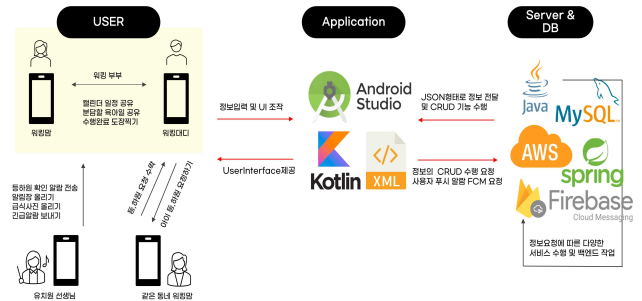 USER
Application
Server &
DB
워킹 부부
캘린더 일정 공유
분담할 육아일 공유
수행완료 도장찍기
워킹맘
워킹대디
등하원 확인 알람 전송
알림장 올리기
급식사진 올리기
긴급알람 보내기
등,하원 요청 수락
아이 등,하원 요청하기
유치원 선생님
같은 동네 워킹맘
정보입력 및 UI 조작
UserInterface제공
Android
Studio
Kotlin
XML
JSON형태로 정보 전달
및 CRUD 기능 수행
정보의 CRUD 수행 요청
사용자 푸시 알람 FCM 요청
Java
MySQL
AWS
spring
Firebase
Cloud Messaging
정보요청에 따른 다양한
서비스 수행 및 백엔드 작업